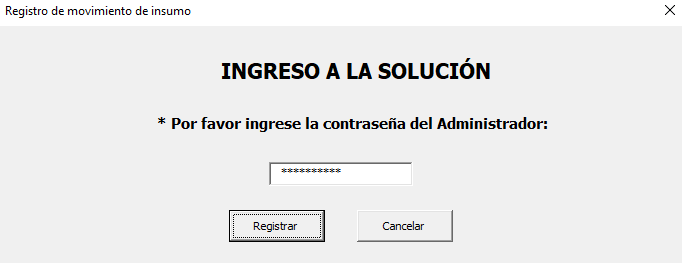 Registro de movimiento de insumo
INGRESO A LA SOLUCIÓN
* Por favor ingrese la contraseña del Administrador:
**********
Registrar
Cancelar